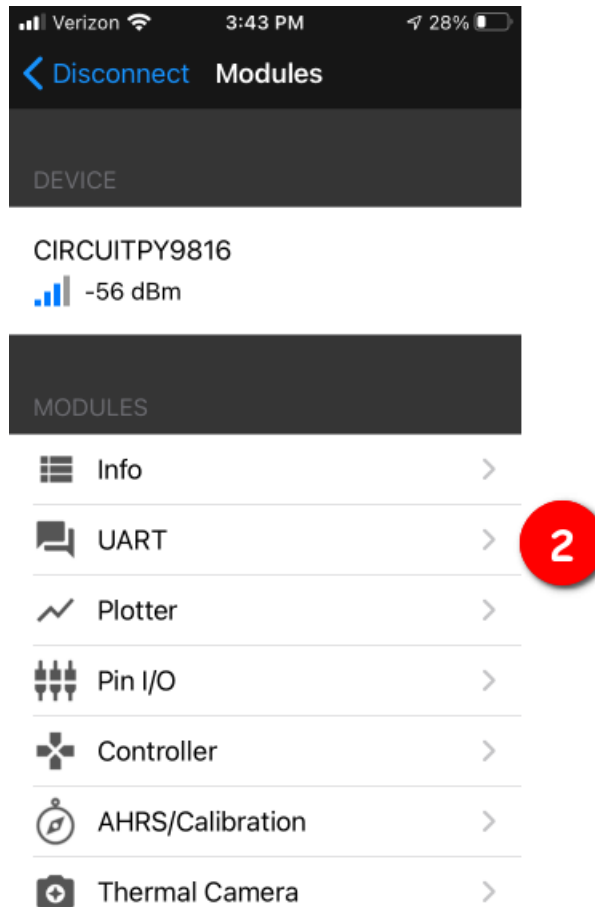 Verizon 3:43 PM 28%
Disconnect Modules
DEVICE
CIRCUITPY9816
-56 dBm
MODULES
Info
UART
2
Plotter
Pin I/O
Controller
AHRS/Calibration
Thermal Camera